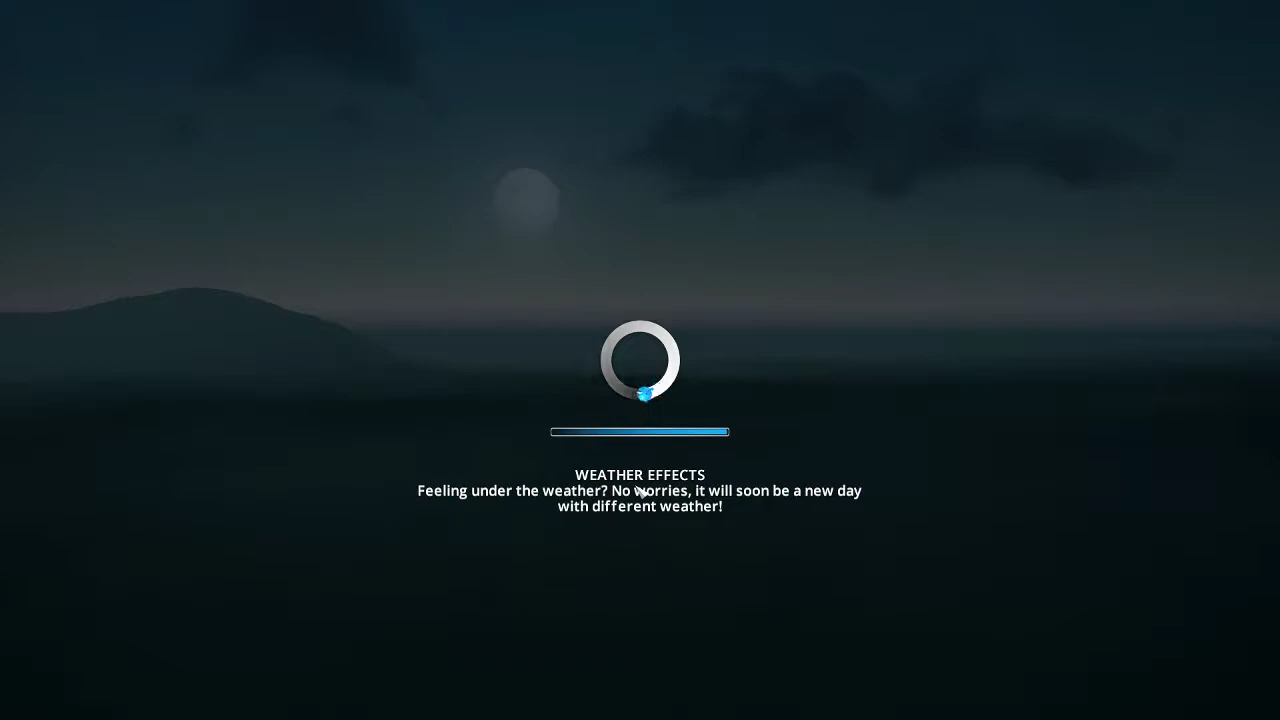 WEATHER EFFECTS
Feeling under the weather? No worries, it will soon be a new day
with different weather!